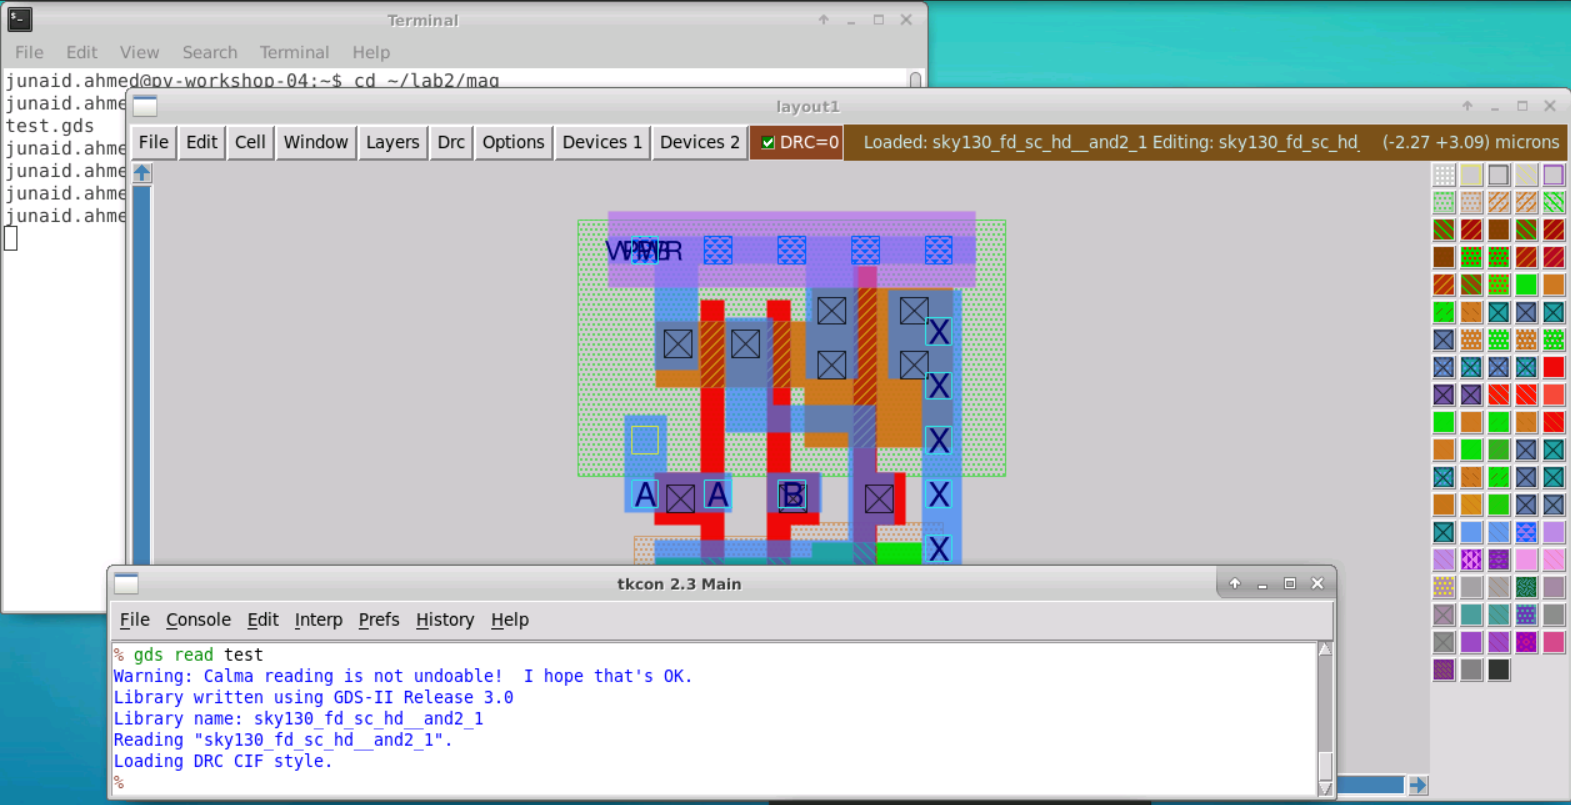 Terminal
File Edit View Search Terminal Help
junaid.ahmed@pv-workshop-04:~$ cd ~/lab2/mag
junaid.ahme
test.gds
junaid.ahme
junaid.ahme
junaid.ahme
junaid.ahme
layout1
File Edit Cell Window Layers Drc Options Devices 1 Devices 2 DRC=0 Loaded: sky130_fd_sc_hd__and2_1 Editing: sky130_fd_sc_hd_ (-2.27 +3.09) microns
X
X
X
A A B X
X
tkcon 2.3 Main
File Console Edit Interp Prefs History Help
% gds read test
Warning: Calma reading is not undoable! I hope that's OK.
Library written using GDS-II Release 3.0
Library name: sky130_fd_sc_hd__and2_1
Reading "sky130_fd_sc_hd__and2_1".
Loading DRC CIF style.
%